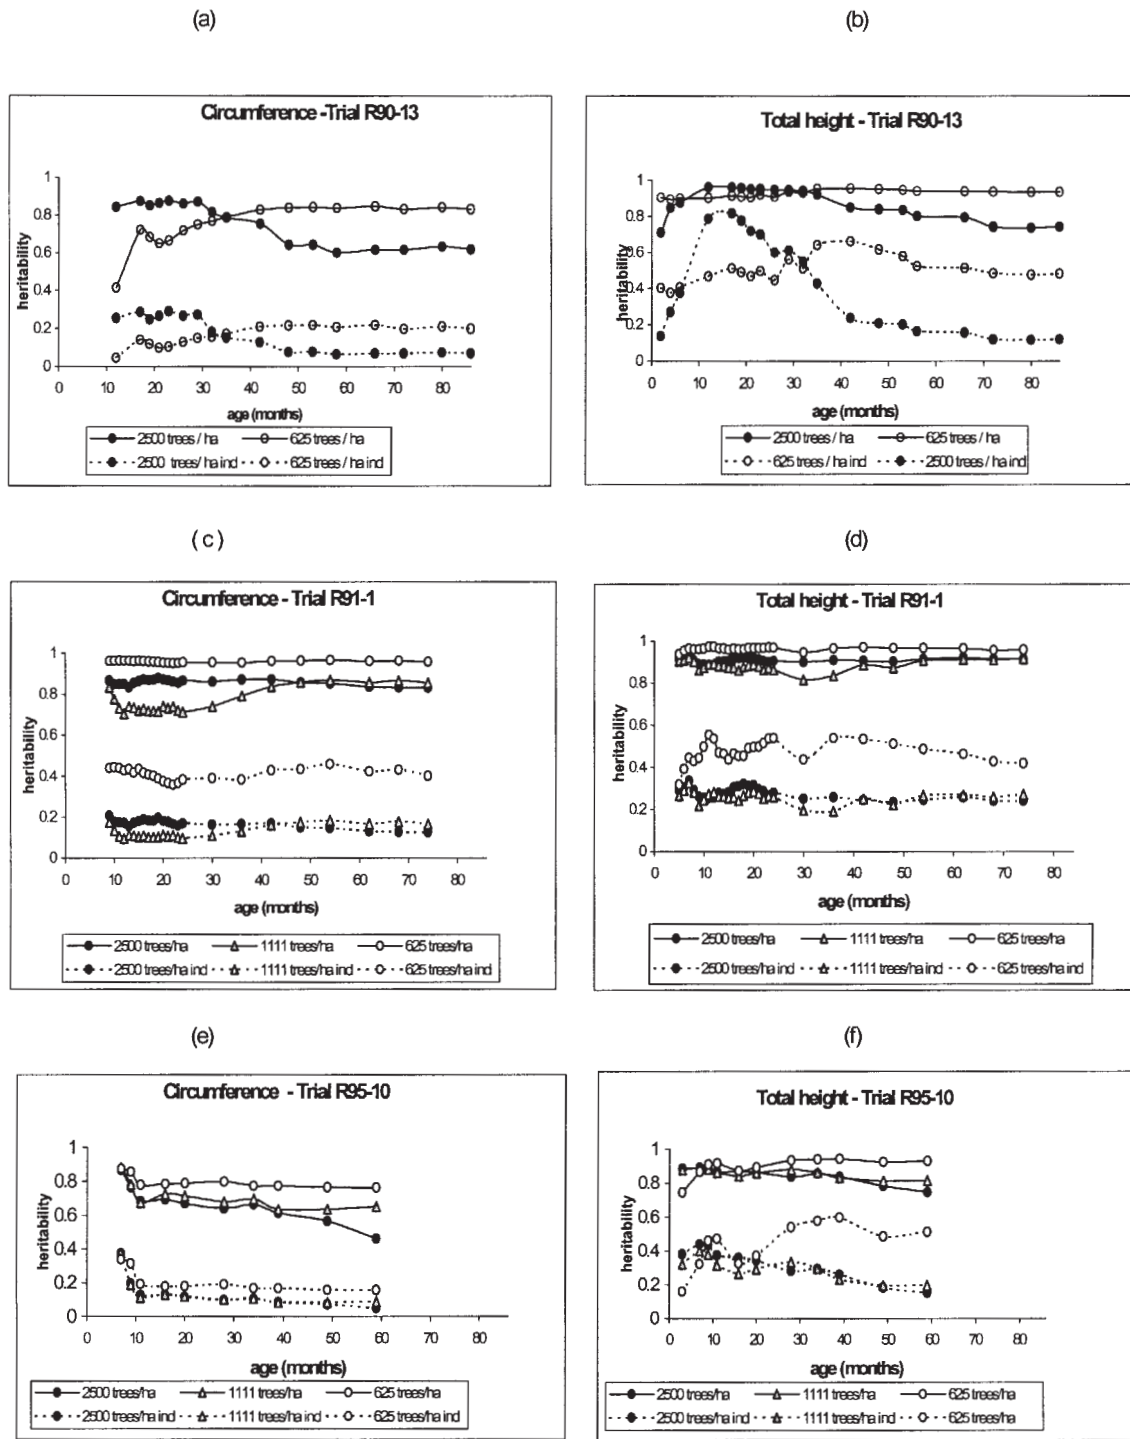 (a)
(b)
Circumference -Trial R90-13
1
0.8
0.6
0.4
0.2
0
heritability
0 10 20 30 40 50 60 70 80
age (months)
2500 trees / ha 625 trees / ha
2500 trees/ ha ind 625 trees / ha ind
Total height - Trial R90-13
1
0.8
0.6
0.4
0.2
0
heritability
0 10 20 30 40 50 60 70 80
age (months)
2500 trees / ha 625 trees / ha
625 trees / ha ind 2500 trees/ ha ind
( c )
(d)
Circumference - Trial R91-1
1
0.8
0.6
0.4
0.2
0
heritability
0 10 20 30 40 50 60 70 80
age (months)
2500 trees/ha 1111 trees/ha 625 trees/ha
2500 trees/ha ind 1111 trees/ha ind 625 trees/ha ind
Total height - Trial R91-1
1
0.8
0.6
0.4
0.2
0
heritability
0 10 20 30 40 50 60 70 80
age (months)
2500 trees/ha 1111 trees/ha 625 trees/ha
2500 trees/ha ind 1111 trees/ha ind 625 trees/ha ind
(e)
(f)
Circumference - Trial R95-10
1
0.8
0.6
0.4
0.2
0
heritability
0 10 20 30 40 50 60 70 80
age (months)
2500 trees/ha 1111 trees/ha 625 trees/ha
2500 trees/ha ind 1111 trees/ha ind 625 trees/ha ind
Total height - Trial R95-10
1
0.8
0.6
0.4
0.2
0
heritability
0 10 20 30 40 50 60 70 80
age (months)
2500 trees/ha 1111 trees/ha 625 trees/ha
2500 trees/ha ind 1111 trees/ha ind 625 trees/ha ind